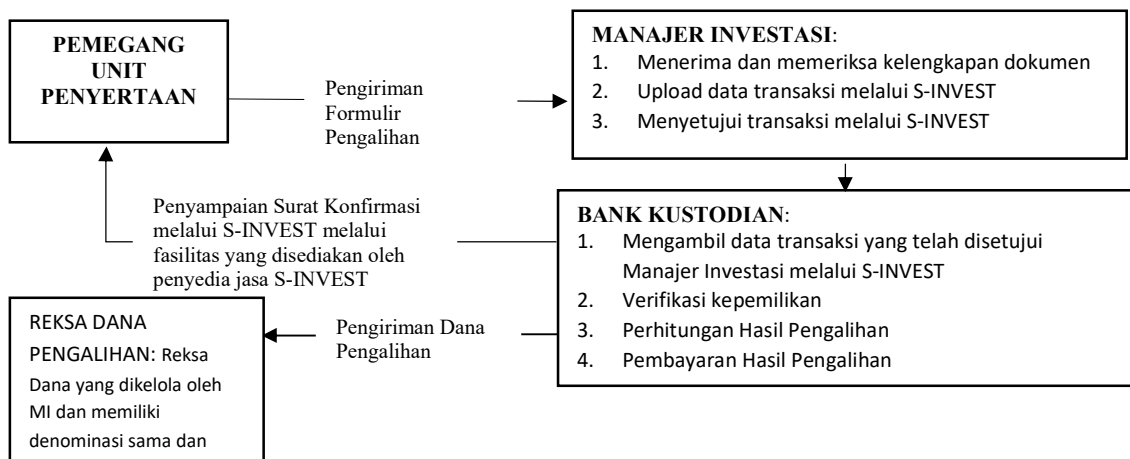 PEMEGANG
UNIT
PENYERTAAN
Pengiriman
Formulir
Pengalihan
MANAJER INVESTASI:
1. Menerima dan memeriksa kelengkapan dokumen
2. Upload data transaksi melalui S-INVEST
3. Menyetujui transaksi melalui S-INVEST
Penyampaian Surat Konfirmasi
melalui S-INVEST melalui
fasilitas yang disediakan oleh
penyedia jasa S-INVEST
BANK KUSTODIAN:
1. Mengambil data transaksi yang telah disetujui
Manajer Investasi melalui S-INVEST
2. Verifikasi kepemilikan
3. Perhitungan Hasil Pengalihan
4. Pembayaran Hasil Pengalihan
Pengiriman Dana
Pengalihan
REKSA DANA
PENGALIHAN: Reksa
Dana yang dikelola oleh
MI dan memiliki
denominasi sama dan